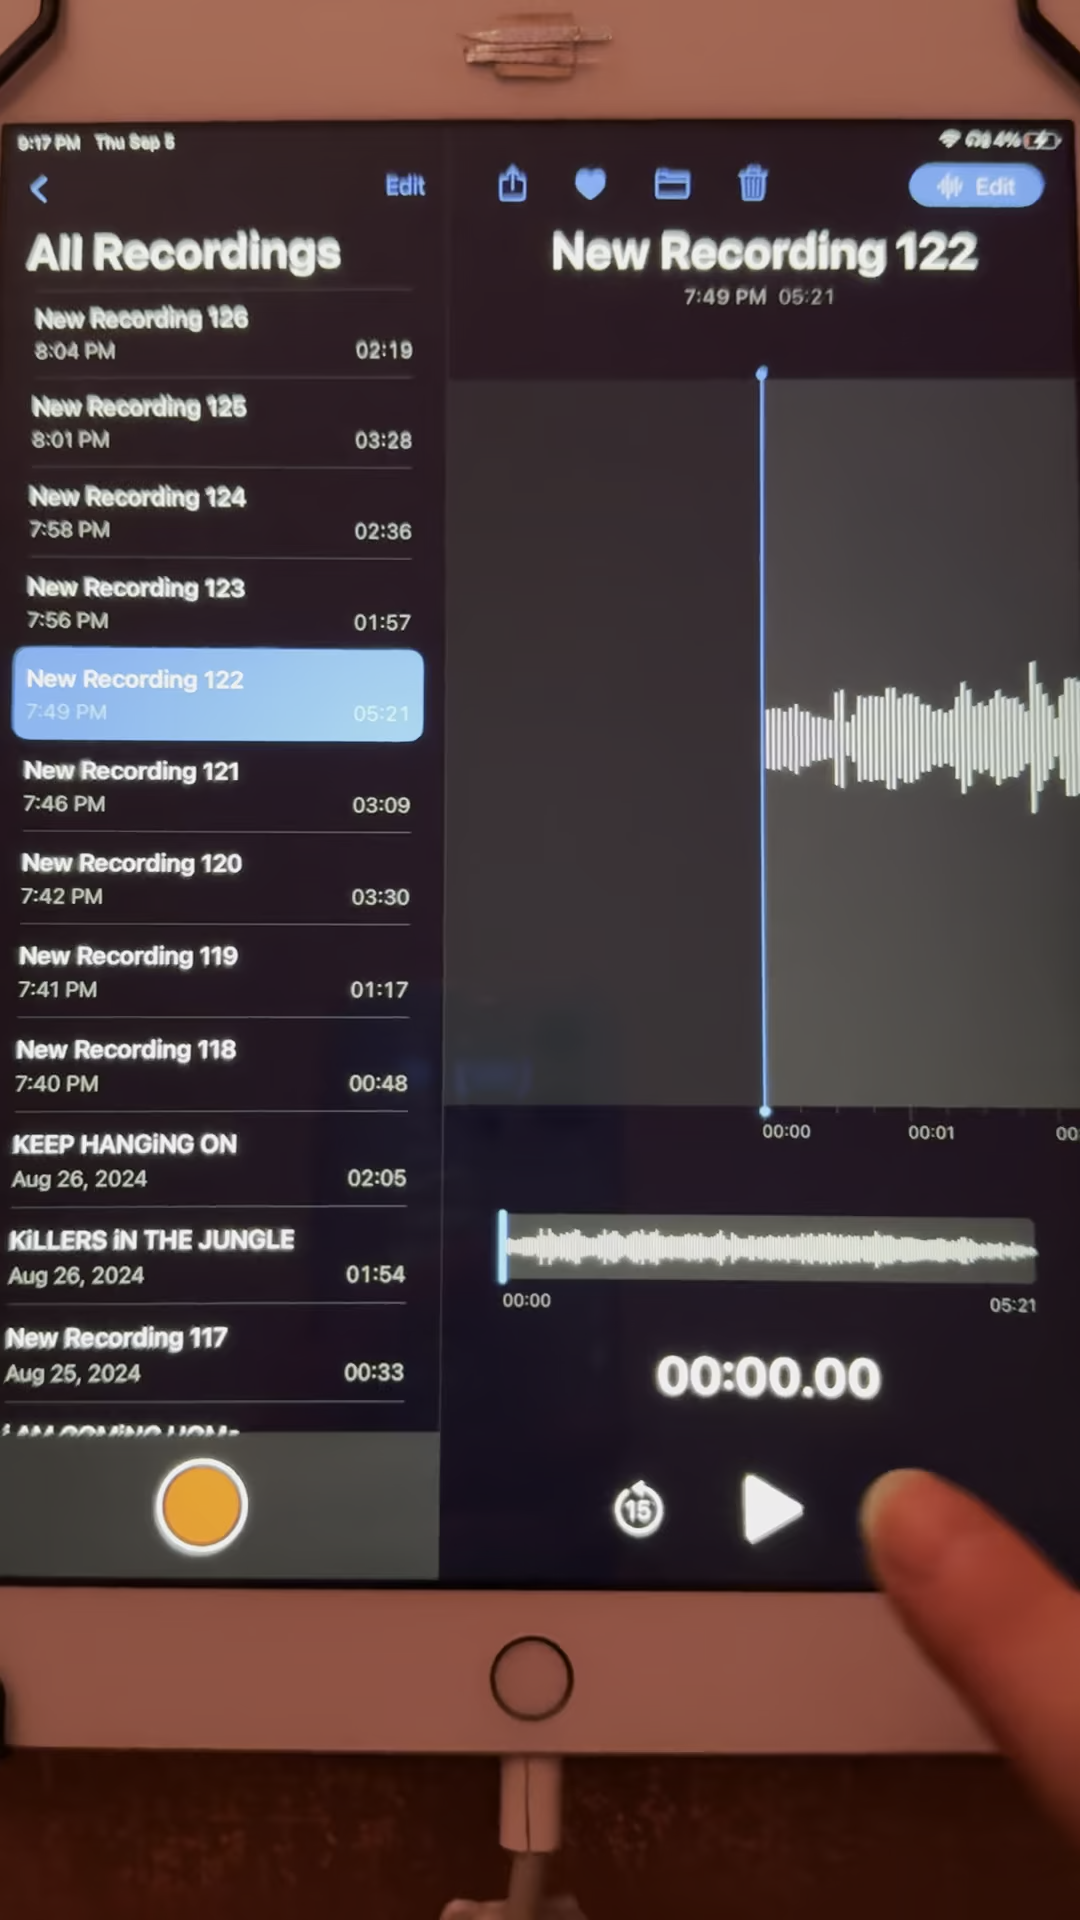 9:17 PM Thu Sep 5
4%
Edit
Edit
All Recordings
New Recording 126
8:04 PM 02:19
New Recording 125
8:01 PM 03:28
New Recording 124
7:58 PM 02:36
New Recording 123
7:56 PM 01:57
New Recording 122
7:49 PM 05:21
New Recording 121
7:46 PM 03:09
New Recording 120
7:42 PM 03:30
New Recording 119
7:41 PM 01:17
New Recording 118
7:40 PM 00:48
KEEP HANGiNG ON
Aug 26, 2024 02:05
KiLLERS iN THE JUNGLE
Aug 26, 2024 01:54
New Recording 117
Aug 25, 2024 00:33
i AM COMiNG HOMe
New Recording 122
7:49 PM 05:21
00:00 00:01 00
00:00 05:21
00:00.00
15